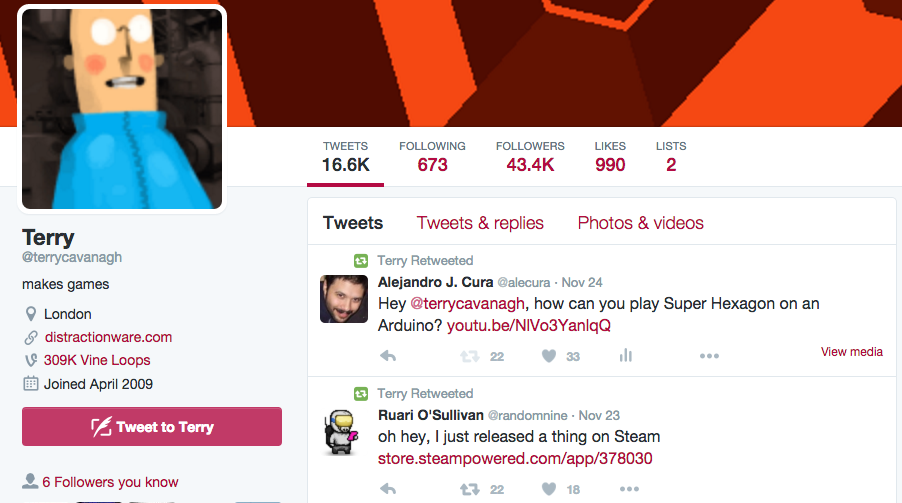 TWEETS FOLLOWING FOLLOWERS LIKES LISTS
16.6K 673 43.4K 990 2
Terry
@terrycavanagh
makes games
London
distractionware.com
309K Vine Loops
Joined April 2009
Tweet to Terry
6 Followers you know
Tweets Tweets & replies Photos & videos
Terry Retweeted
Alejandro J. Cura @alecura · Nov 24
Hey @terrycavanagh, how can you play Super Hexagon on an
Arduino? youtu.be/NlVo3YanlqQ
22 33 View media
Terry Retweeted
Ruari O'Sullivan @randomnine · Nov 23
oh hey, I just released a thing on Steam
store.steampowered.com/app/378030
22 18